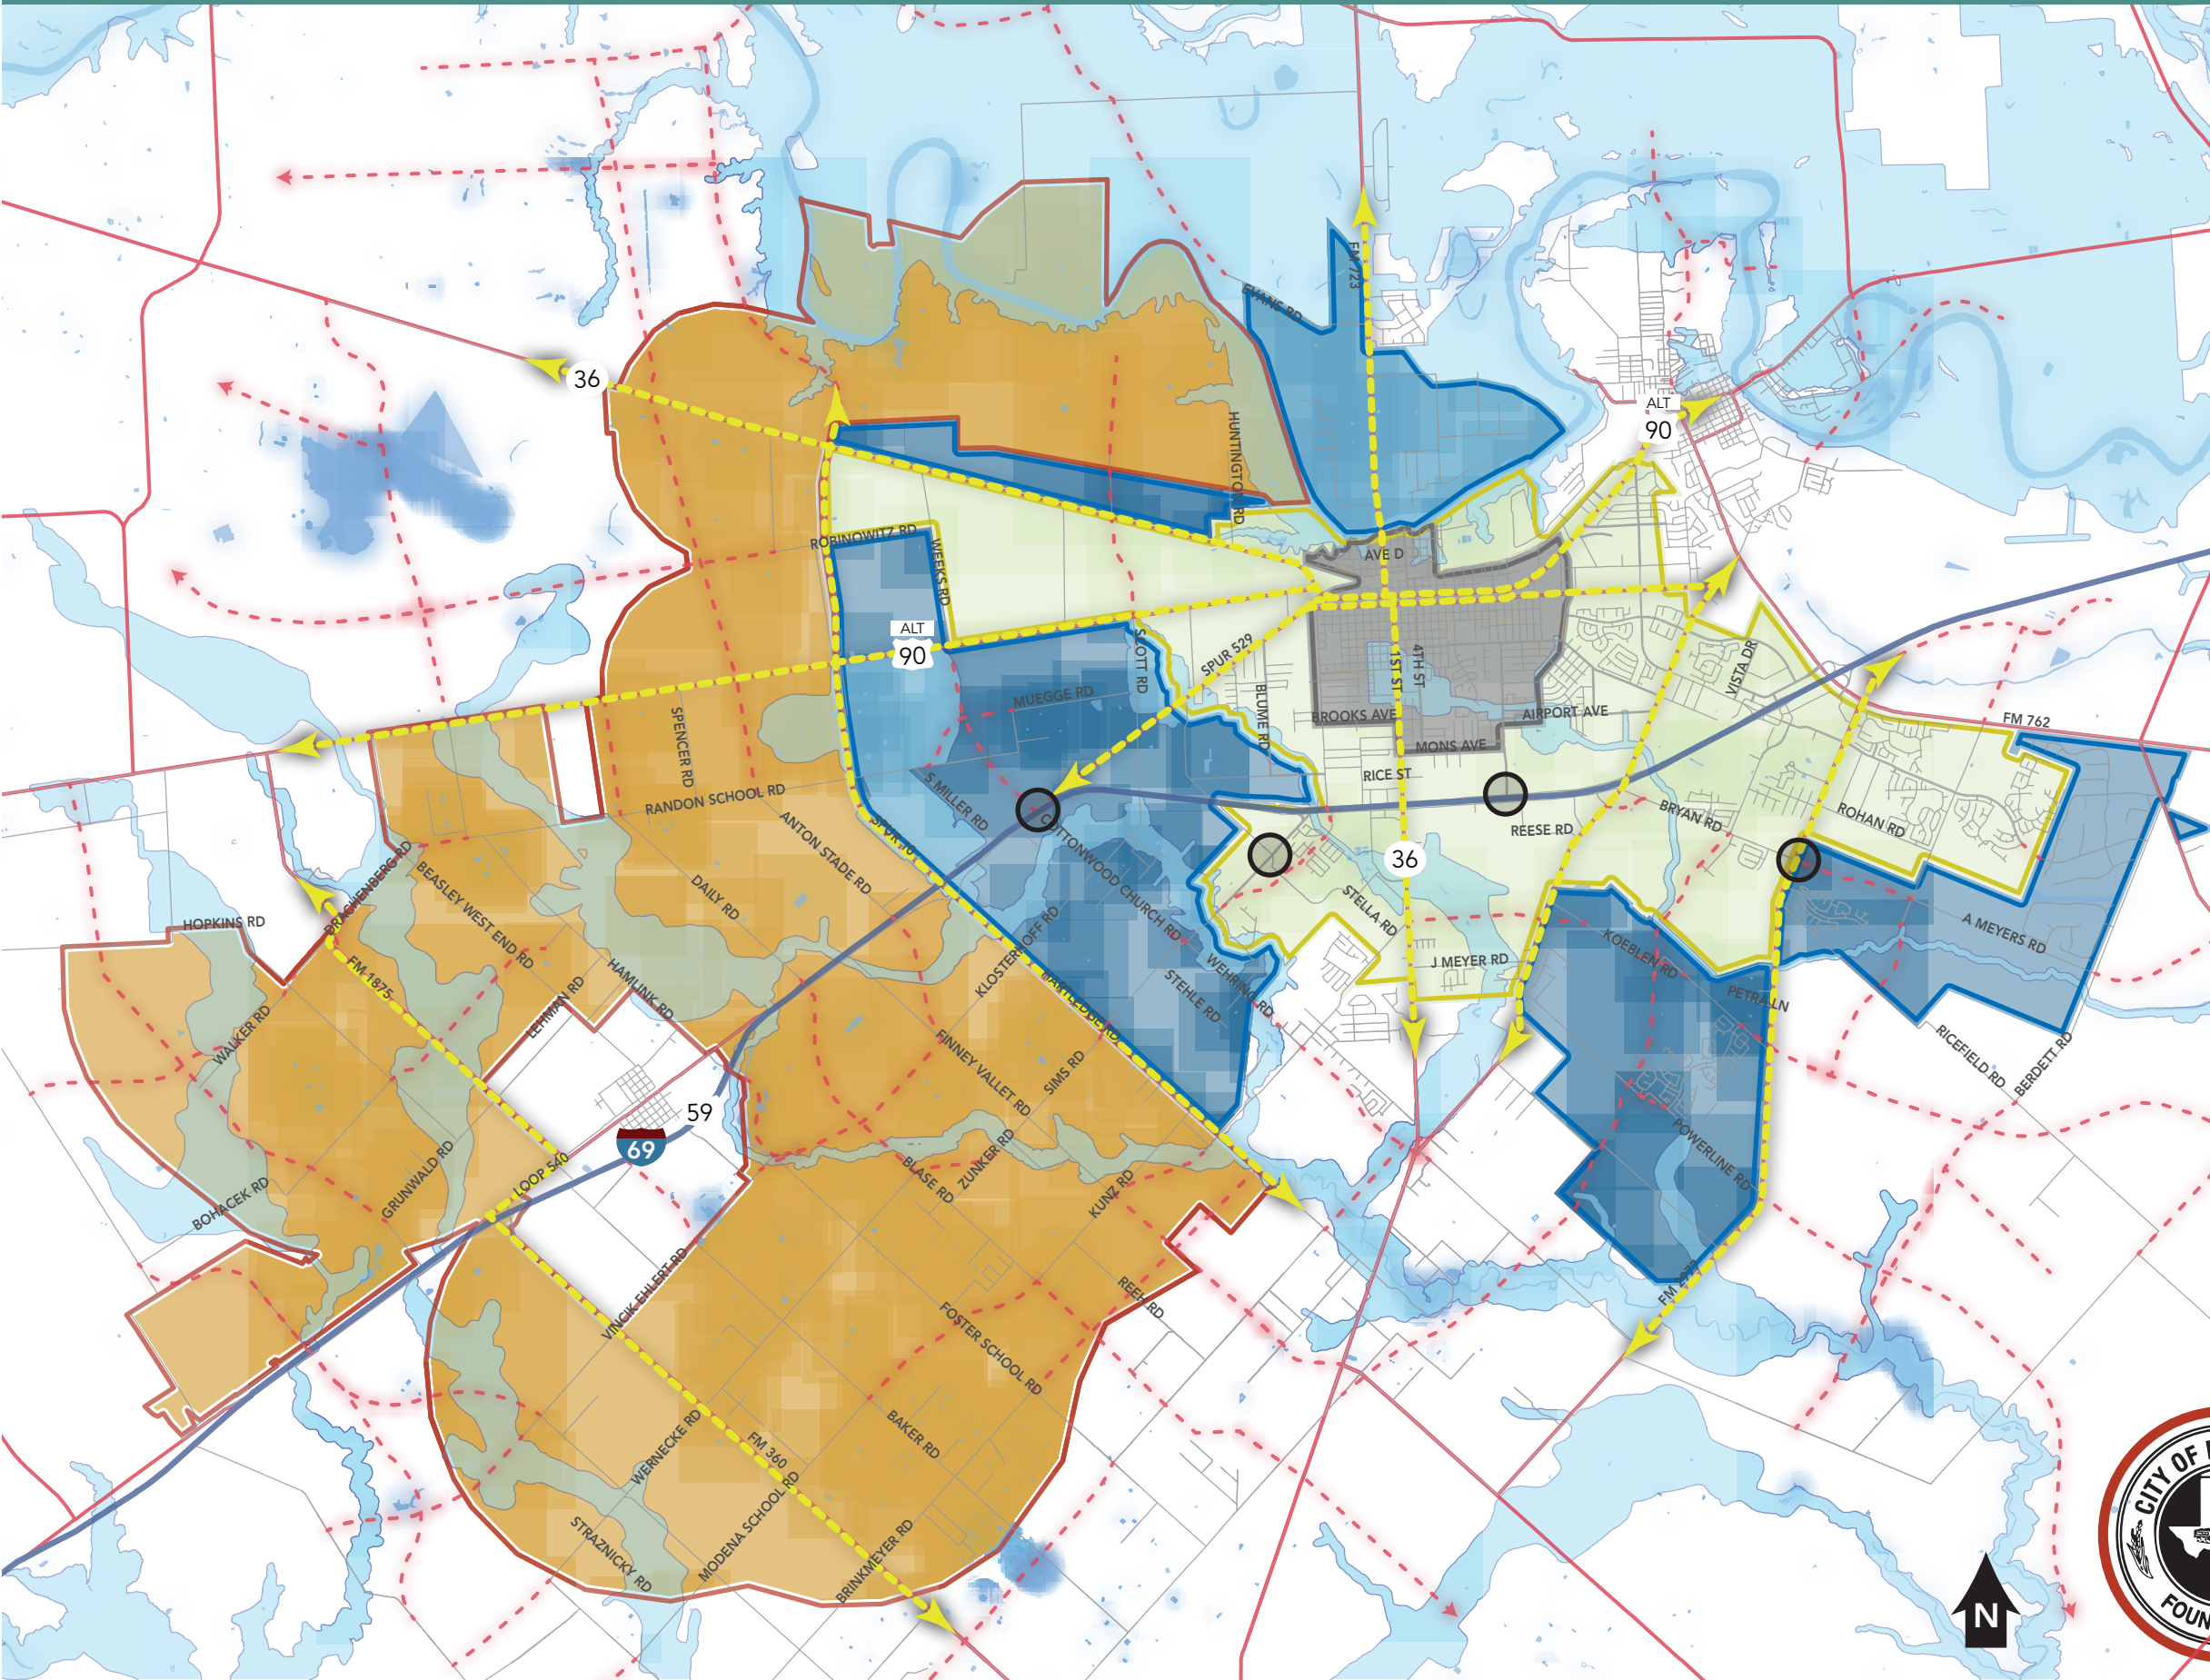 EVANS RD
FM 723
36
ALT
90
HUNTINGTON RD
ROBINOWITZ RD
WEEKS RD
AVE D
ALT
90
SCOTT RD
SPUR 529
1ST ST
4TH ST
VISTA DR
MUEGGE RD
BLUME RD
BROOKS AVE
AIRPORT AVE
FM 762
MONS AVE
SPENCER RD
RANDON SCHOOL RD
RICE ST
S MILLER RD
SPUR 10
ANTON STADE RD
COTTONWOOD CHURCH RD
REESE RD
BRYAN RD
ROHAN RD
36
DRACHENBERG RD
BEASLEY WEST END RD
DAILY RD
STELLA RD
HOPKINS RD
KLOSTERHOFF RD
A MEYERS RD
KOEBLEN RD
FM 1875
HAMLINK RD
J MEYER RD
WEHRING RD
STEHLE RD
HARTLEDGE RD
LEHMAN RD
PETRA LN
WALKER RD
FINNEY VALLET RD
SIMS RD
RICEFIELD RD
BERDETT RD
59
69
GRUNWALD RD
LOOP 540
BLASE RD
ZUNKER RD
KUNZ RD
POWERLINE RD
BOHACEK RD
VINCIK EHLERT RD
REEH RD
FM 2977
FOSTER SCHOOL RD
WERNECKE RD
FM 360
BAKER RD
STRAZNICKY RD
MODENA SCHOOL RD
BRINKMEYER RD
N
CITY OF
FOUN